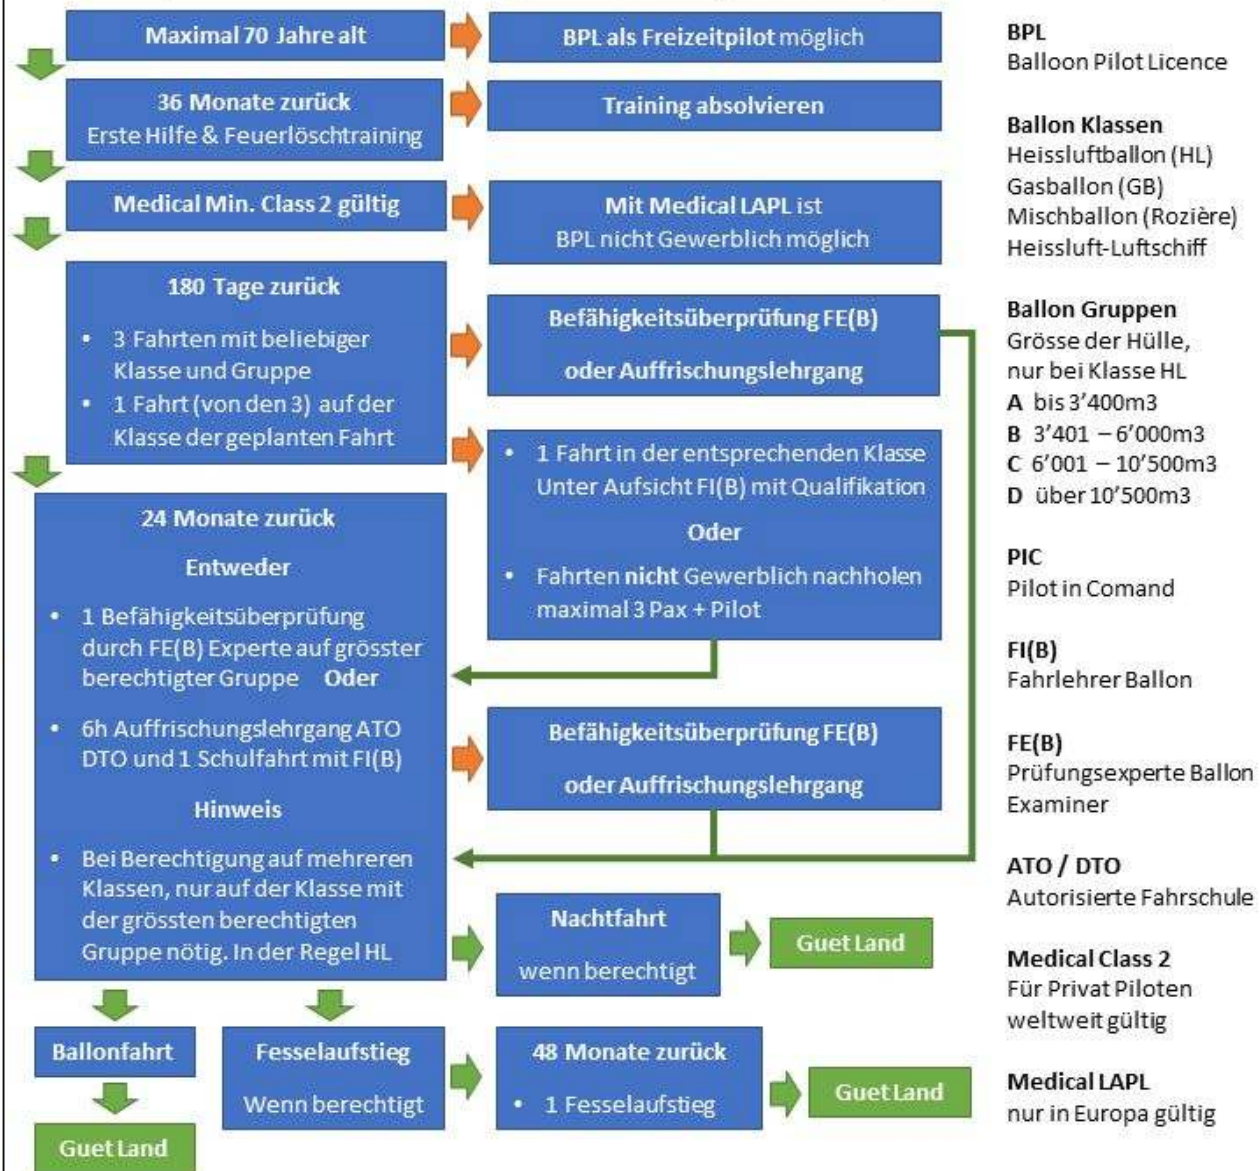 Maximal 70 Jahre alt
BPL als Freizeitpilot möglich
36 Monate zurück
Erste Hilfe & Feuerlöschtraining
Training absolvieren
Medical Min. Class 2 gültig
Mit Medical LAPL ist
BPL nicht Gewerblich möglich
180 Tage zurück
• 3 Fahrten mit beliebiger
Klasse und Gruppe
• 1 Fahrt (von den 3) auf der
Klasse der geplanten Fahrt
Befähigkeitsüberprüfung FE(B)
oder Auffrischungslehrgang
• 1 Fahrt in der entsprechenden Klasse
Unter Aufsicht FI(B) mit Qualifikation
Oder
• Fahrten nicht Gewerblich nachholen
maximal 3 Pax + Pilot
24 Monate zurück
Entweder
• 1 Befähigkeitsüberprüfung
durch FE(B) Experte auf grösster
berechtigter Gruppe Oder
• 6h Auffrischungslehrgang ATO
DTO und 1 Schulfahrt mit FI(B)
Hinweis
• Bei Berechtigung auf mehreren
Klassen, nur auf der Klasse mit
der grössten berechtigten
Gruppe nötig. In der Regel HL
Befähigkeitsüberprüfung FE(B)
oder Auffrischungslehrgang
Nachtfahrt
wenn berechtigt
Guet Land
Ballonfahrt
Guet Land
Fesselaufstieg
Wenn berechtigt
48 Monate zurück
• 1 Fesselaufstieg
Guet Land
BPL
Balloon Pilot Licence
Ballon Klassen
Heissluftballon (HL)
Gasballon (GB)
Mischballon (Rozière)
Heissluft-Luftschiff
Ballon Gruppen
Grösse der Hülle,
nur bei Klasse HL
A bis 3’400m3
B 3’401 – 6’000m3
C 6’001 – 10’500m3
D über 10’500m3
PIC
Pilot in Comand
FI(B)
Fahrlehrer Ballon
FE(B)
Prüfungsexperte Ballon
Examiner
ATO / DTO
Autorisierte Fahrschule
Medical Class 2
Für Privat Piloten
weltweit gültig
Medical LAPL
nur in Europa gültig